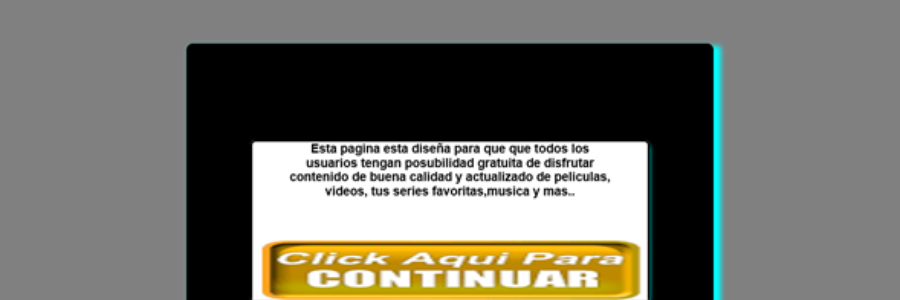 Esta pagina esta diseña para que que todos los
usuarios tengan posubilidad gratuita de disfrutar
contenido de buena calidad y actualizado de peliculas,
videos, tus series favoritas,musica y mas..
Click Aqui Para
CONTINUAR